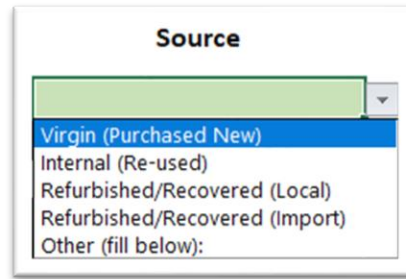 Source
Virgin (Purchased New)
Internal (Re-used)
Refurbished/Recovered (Local)
Refurbished/Recovered (Import)
Other (fill below):